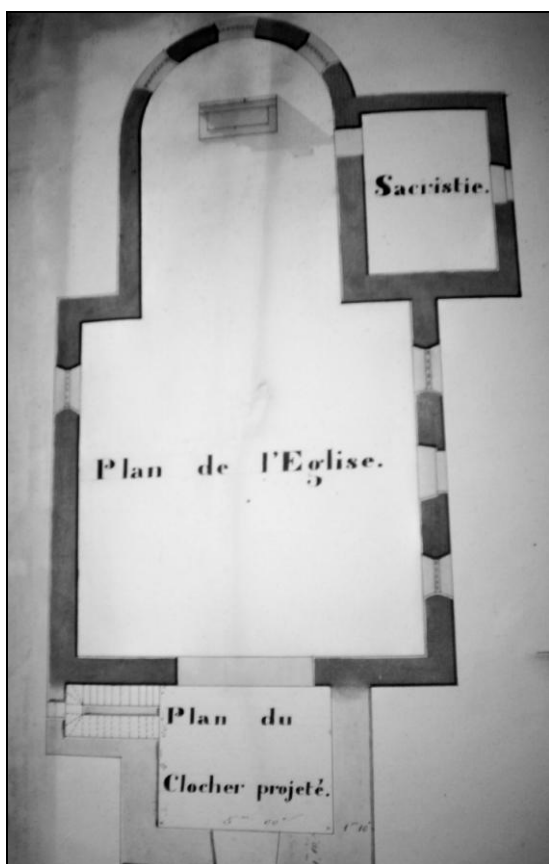 Sacristie.
Plan de l'Eglise.
Plan du
Clocher projeté.